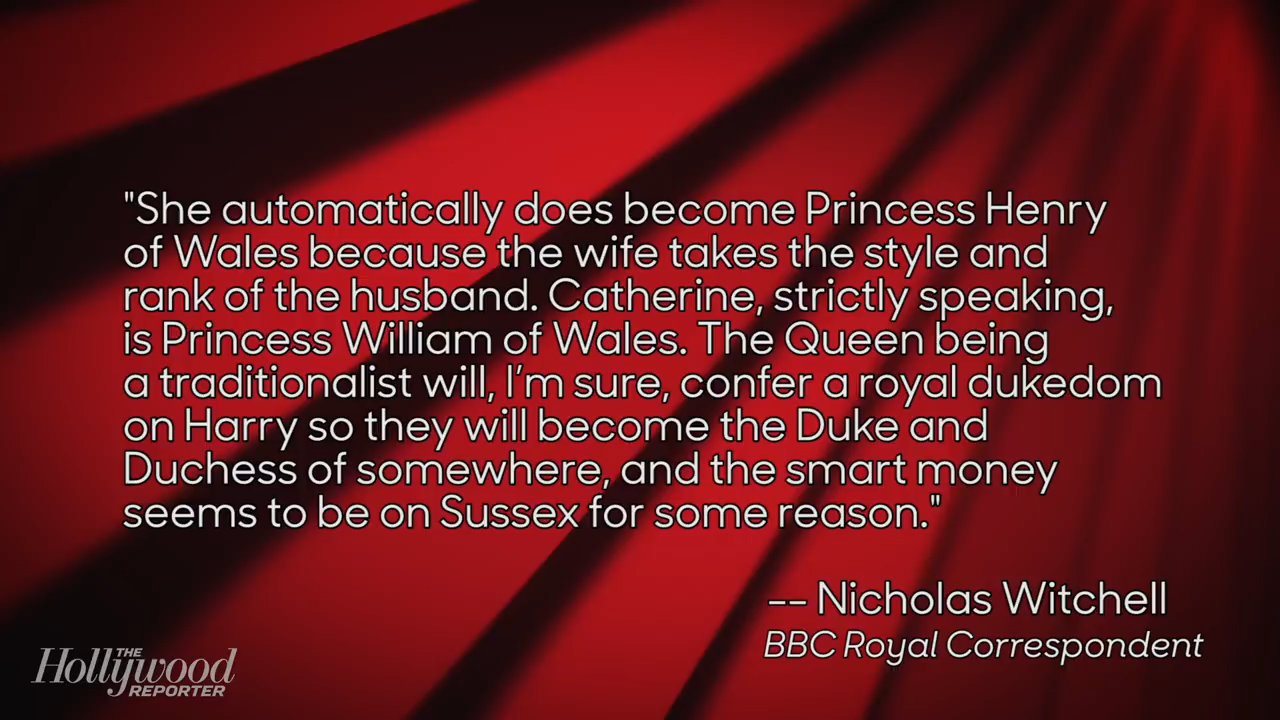 "She automatically does become Princess Henry
of Wales because the wife takes the style and
rank of the husband. Catherine, strictly speaking,
is Princess William of Wales. The Queen being
a traditionalist will, I'm sure, confer a royal dukedom
on Harry so they will become the Duke and
Duchess of somewhere, and the smart money
seems to be on Sussex for some reason."
-- Nicholas Witchell
BBC Royal Correspondent
THE
Hollywood
REPORTER